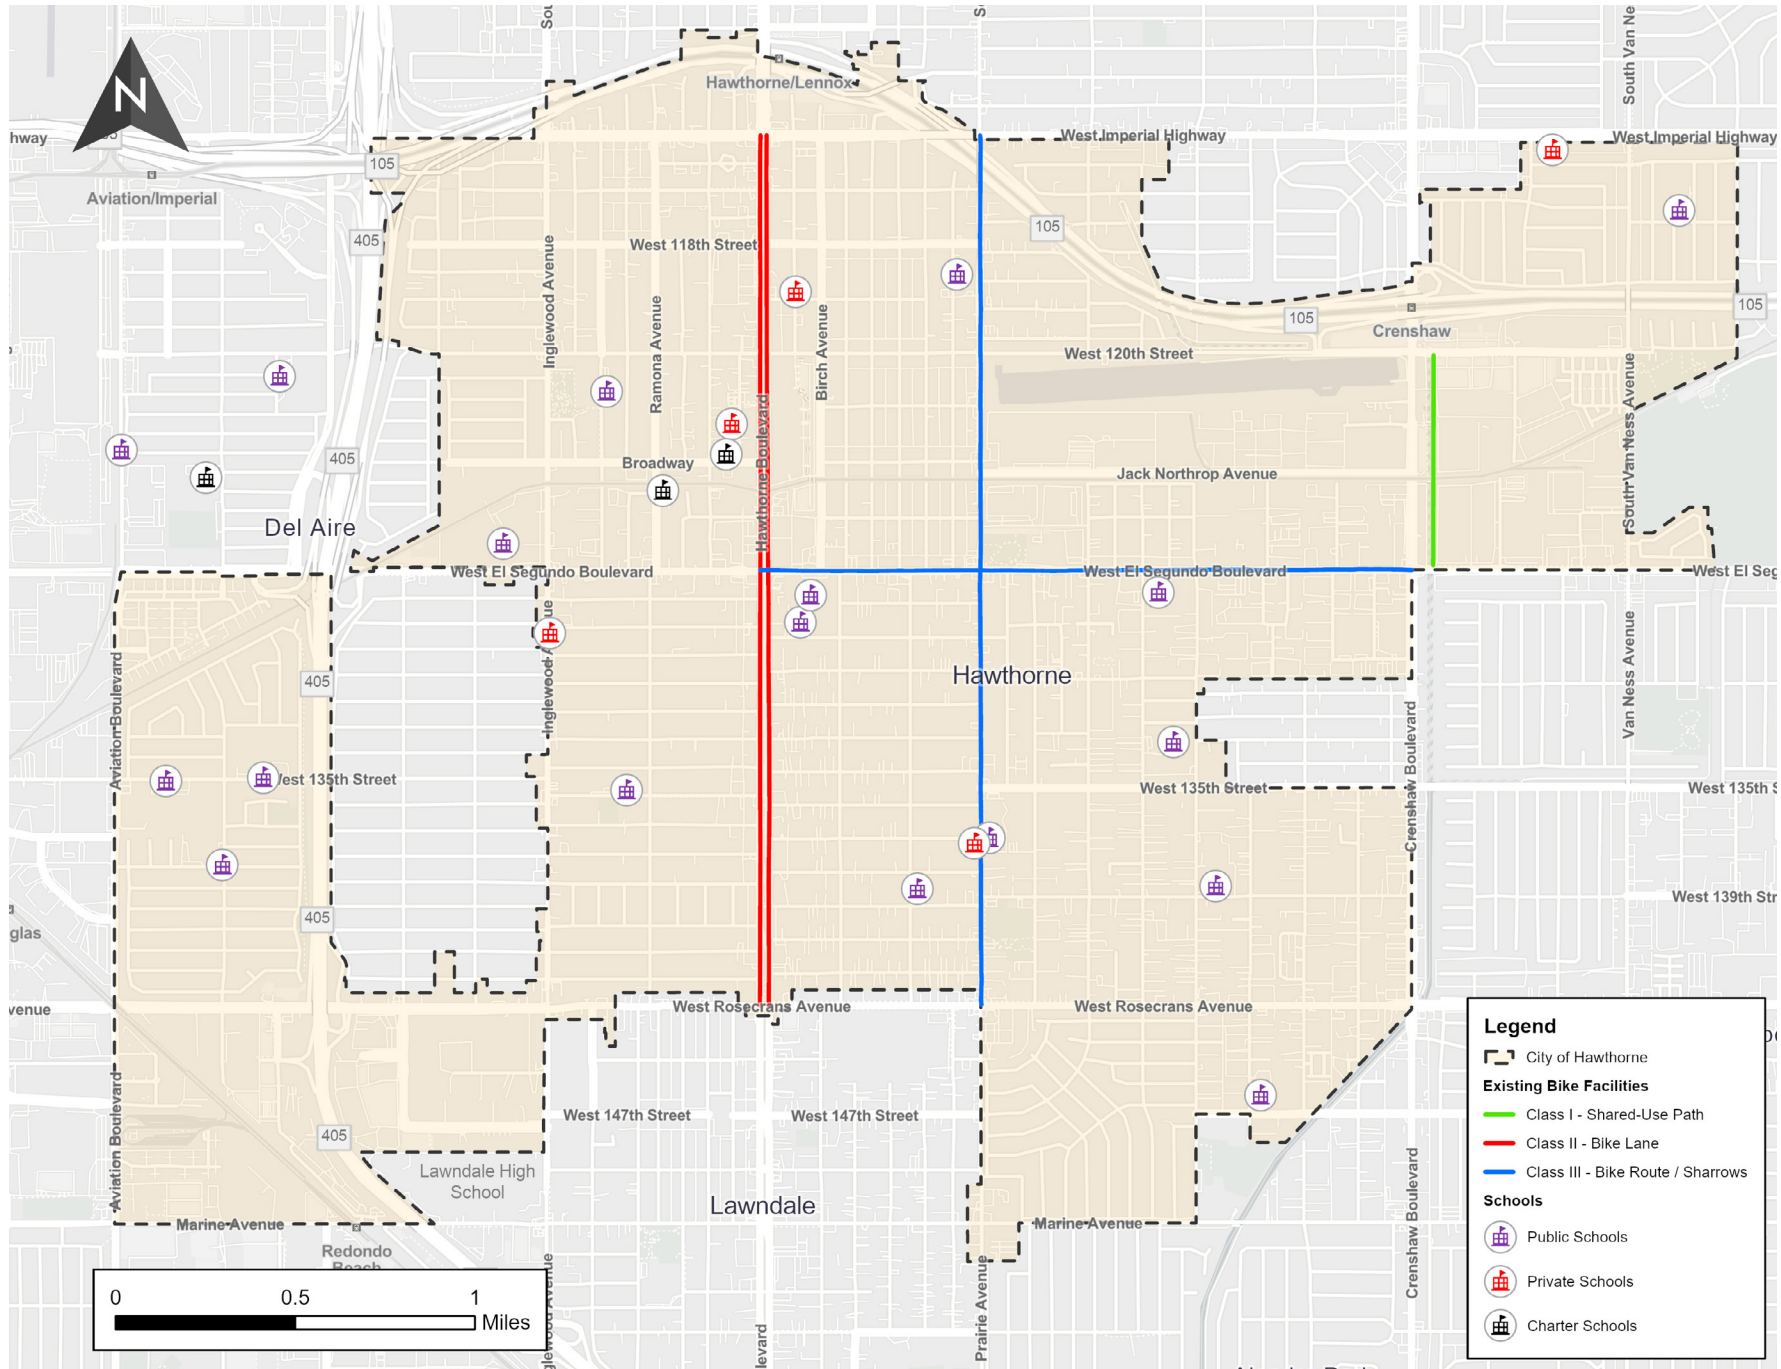 N
Hawthorne/Lennox
hway
105
West Imperial Highway
West Imperial Highway
South Van Ne
Aviation/Imperial
405
105
West 118th Street
Inglewood Avenue
Ramona Avenue
Birch Avenue
105
105
Crenshaw
West 120th Street
Hawthorne Boulevard
South Van Ness Avenue
405
Broadway
Jack Northrop Avenue
Del Aire
West El Segundo Boulevard
West El Segundo Boulevard
West El Seg
Aviation Boulevard
405
Hawthorne
Van Ness Avenue
Crenshaw Boulevard
West 135th Street
West 135th Street
West 135th S
405
West 139th Str
glas
venue
West Rosecrans Avenue
West Rosecrans Avenue
West 147th Street
West 147th Street
Aviation Boulevard
405
Lawndale High
School
Lawndale
Marine Avenue
Marine Avenue
Redondo
Beach
Prairie Avenue
Crenshaw Boulevard
0 0.5 1
Miles
Legend
City of Hawthorne
Existing Bike Facilities
Class I - Shared-Use Path
Class II - Bike Lane
Class III - Bike Route / Sharrows
Schools
Public Schools
Private Schools
Charter Schools